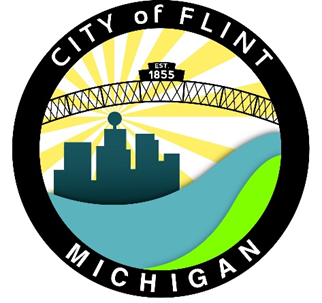 CITY of FLINT
EST.
1855
MICHIGAN